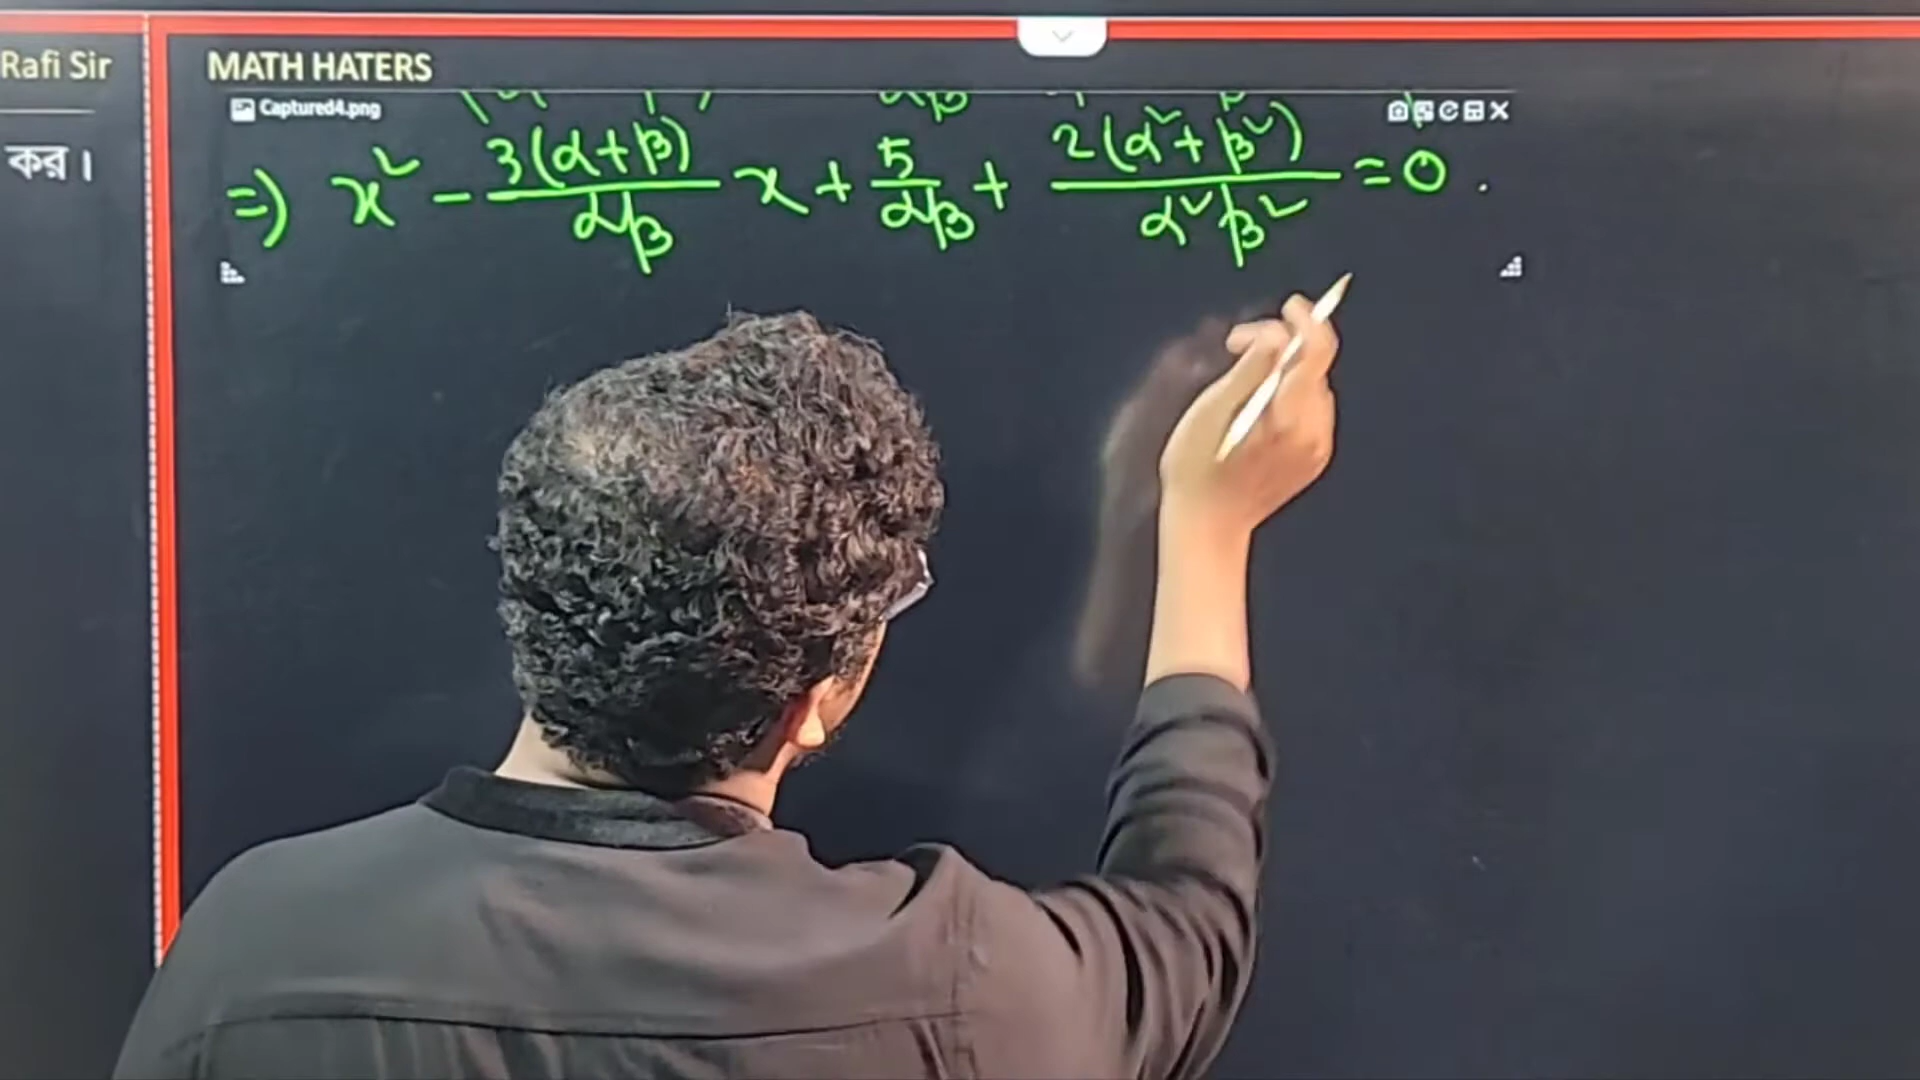 Rafi Sir
কর।
MATH HATERS
Captured4.png
=> x² - 3(α+β)/αβ x + 5/αβ + 2(α²+β²)/α²β² = 0 .